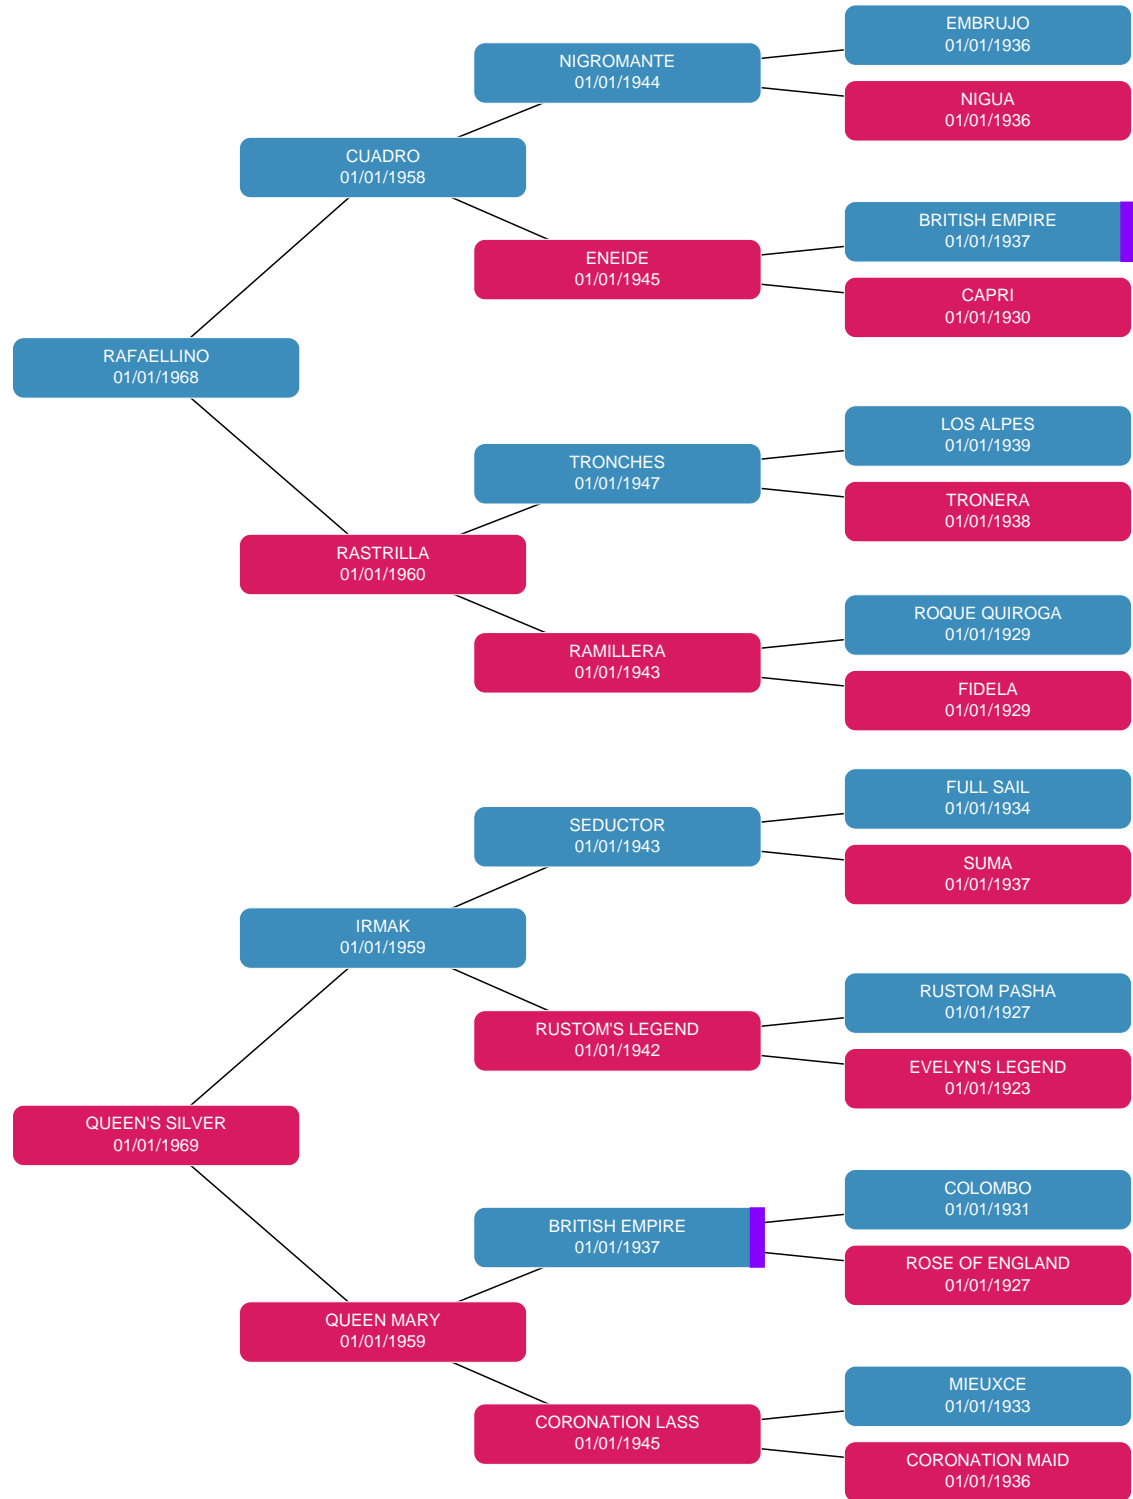 EMBRUJO
01/01/1936
NIGROMANTE
01/01/1944
NIGUA
01/01/1936
CUADRO
01/01/1958
BRITISH EMPIRE
01/01/1937
ENEIDE
01/01/1945
CAPRI
01/01/1930
RAFAELLINO
01/01/1968
LOS ALPES
01/01/1939
TRONCHES
01/01/1947
TRONERA
01/01/1938
RASTRILLA
01/01/1960
ROQUE QUIROGA
01/01/1929
RAMILLERA
01/01/1943
FIDELA
01/01/1929
FULL SAIL
01/01/1934
SEDUCTOR
01/01/1943
SUMA
01/01/1937
IRMAK
01/01/1959
RUSTOM PASHA
01/01/1927
RUSTOM'S LEGEND
01/01/1942
EVELYN'S LEGEND
01/01/1923
QUEEN'S SILVER
01/01/1969
COLOMBO
01/01/1931
BRITISH EMPIRE
01/01/1937
ROSE OF ENGLAND
01/01/1927
QUEEN MARY
01/01/1959
MIEUXCE
01/01/1933
CORONATION LASS
01/01/1945
CORONATION MAID
01/01/1936